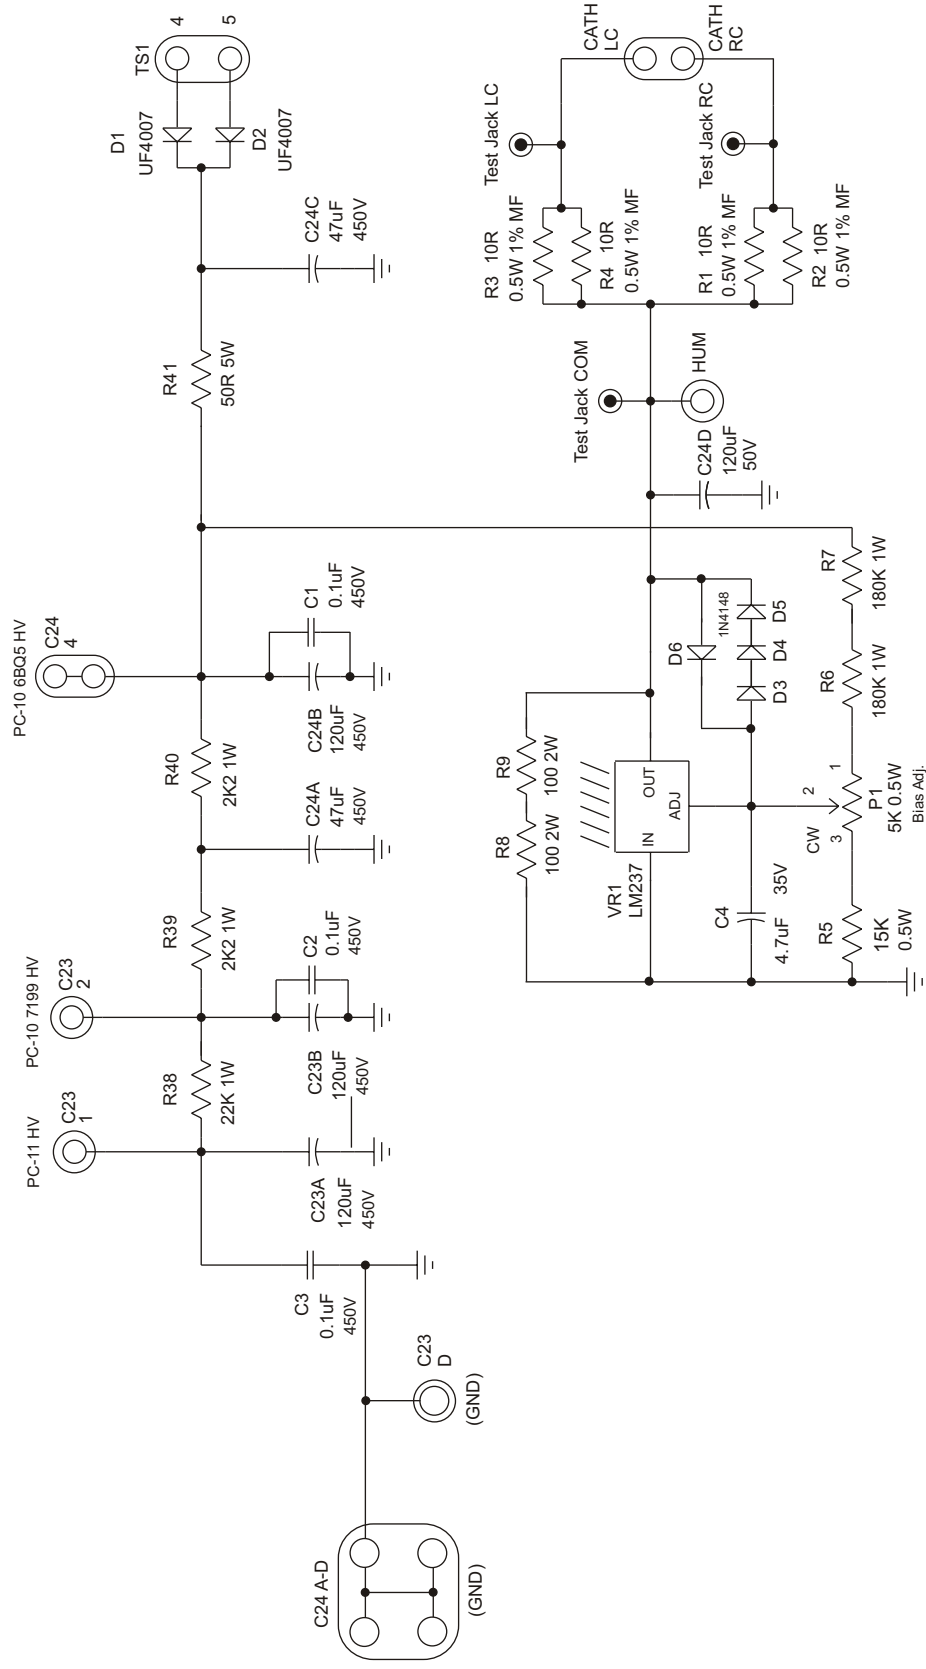 TS1
4
5
D1
UF4007
D2
UF4007
C24C
47uF
450V
R41
50R 5W
PC-10 6BQ5 HV
C24
4
C1
0.1uF
450V
C24B
120uF
450V
R40
2K2 1W
C24A
47uF
450V
R39
2K2 1W
PC-10 7199 HV
C23
2
C2
0.1uF
450V
C23B
120uF
450V
R38
22K 1W
PC-11 HV
C23
1
C23A
120uF
450V
C3
0.1uF
450V
C23
D
(GND)
C24 A-D
(GND)
CATH
LC
CATH
RC
Test Jack LC
Test Jack RC
R3 10R
0.5W 1% MF
R4 10R
0.5W 1% MF
R1 10R
0.5W 1% MF
R2 10R
0.5W 1% MF
Test Jack COM
HUM
C24D
120uF
50V
1N4148
D6
D5
D4
D3
R7
180K 1W
R6
180K 1W
R9
100 2W
R8
100 2W
VR1
LM237
IN
OUT
ADJ
1
2
3
CW
P1
5K 0.5W
Bias Adj.
C4
4.7uF
35V
R5
15K
0.5W